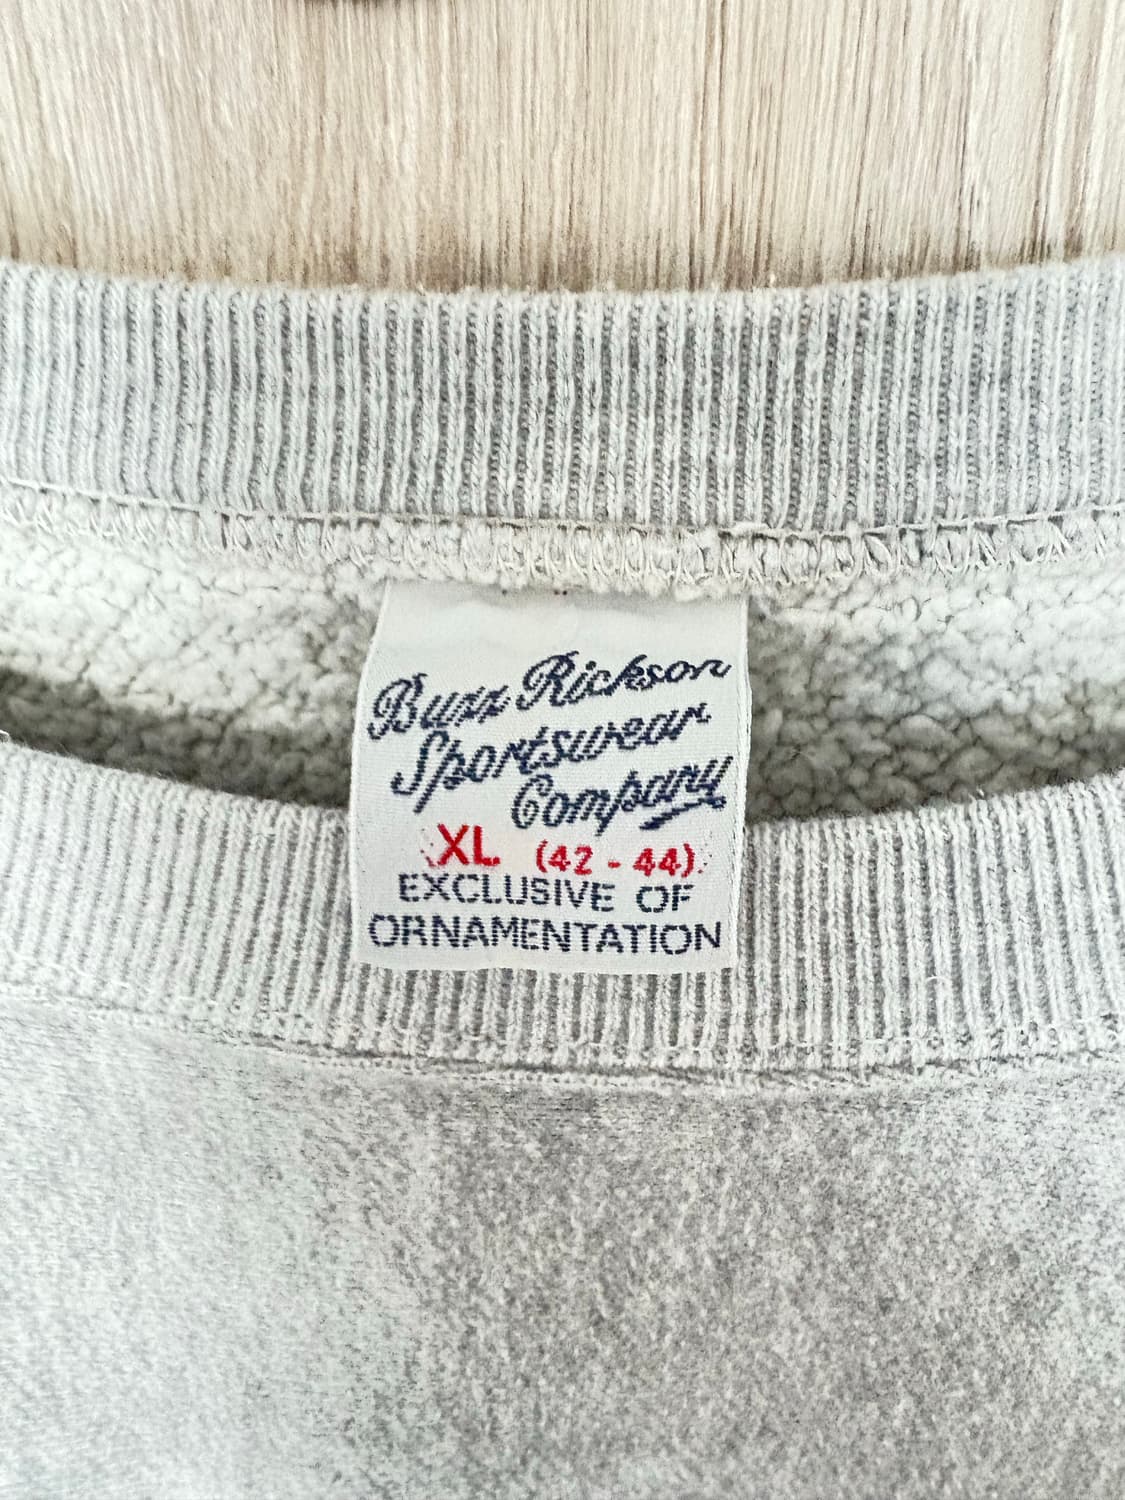 Buzz Rickson
Sportswear
Company
XL (42 - 44)
EXCLUSIVE OF
ORNAMENTATION